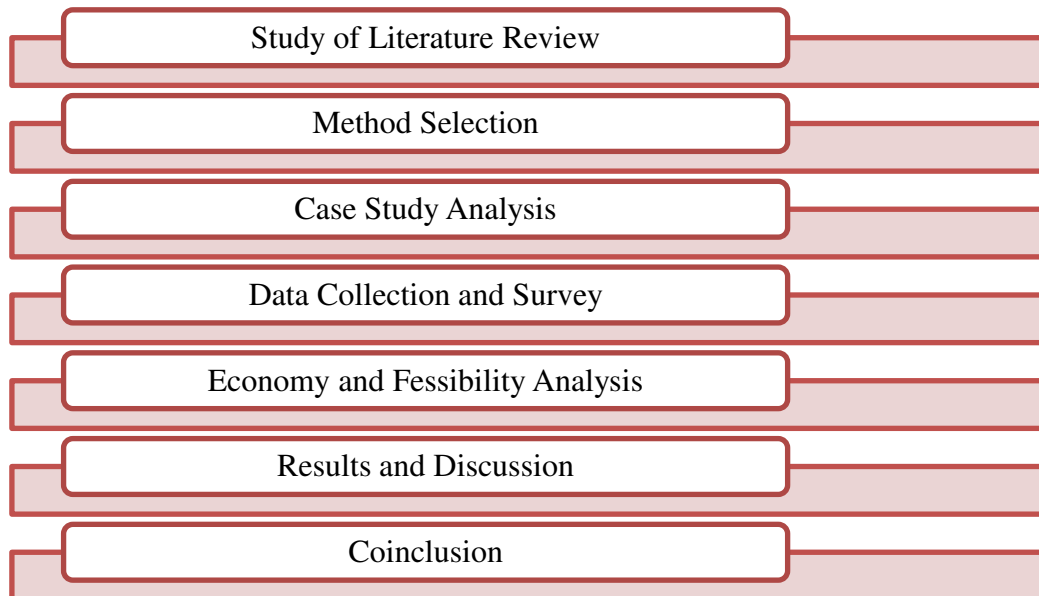 Study of Literature Review
Method Selection
Case Study Analysis
Data Collection and Survey
Economy and Fessibility Analysis
Results and Discussion
Coinclusion